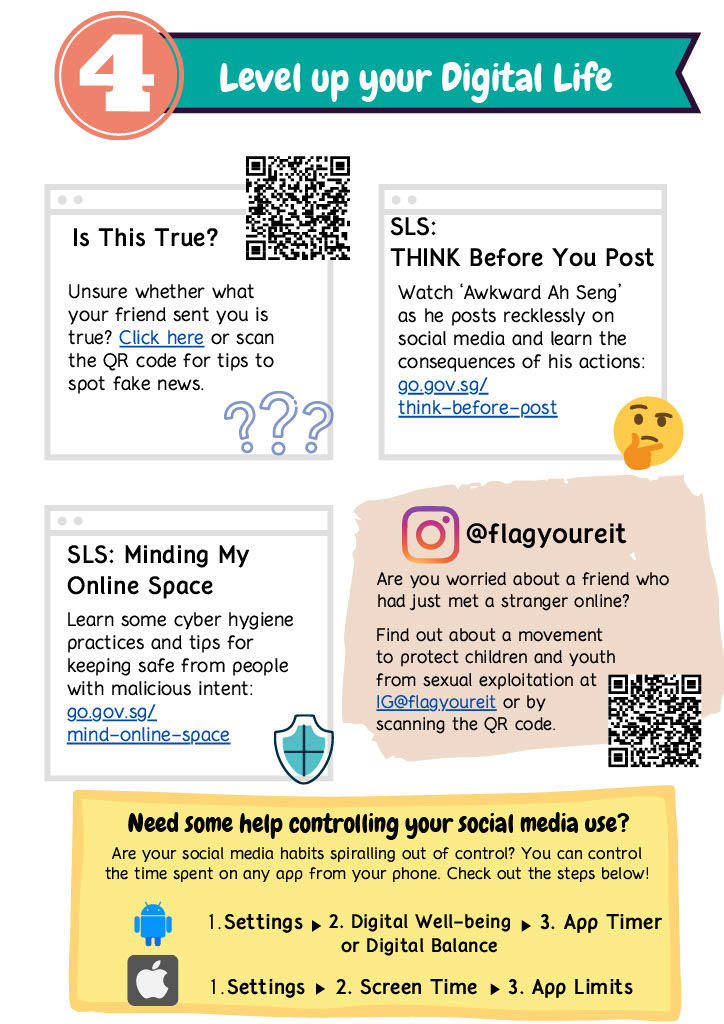 4
Level up your Digital Life
Is This True?
Unsure whether what
your friend sent you is
true? Click here or scan
the QR code for tips to
spot fake news.
???
SLS:
THINK Before You Post
Watch ‘Awkward Ah Seng’
as he posts recklessly on
social media and learn the
consequences of his actions:
go.gov.sg/
think-before-post
SLS: Minding My
Online Space
Learn some cyber hygiene
practices and tips for
keeping safe from people
with malicious intent:
go.gov.sg/
mind-online-space
@flagyoureit
Are you worried about a friend who
had just met a stranger online?
Find out about a movement
to protect children and youth
from sexual exploitation at
IG@flagyoureit or by
scanning the QR code.
Need some help controlling your social media use?
Are your social media habits spiralling out of control? You can control
the time spent on any app from your phone. Check out the steps below!
1. Settings ▶ 2. Digital Well-being ▶ 3. App Timer
or Digital Balance
1. Settings ▶ 2. Screen Time ▶ 3. App Limits